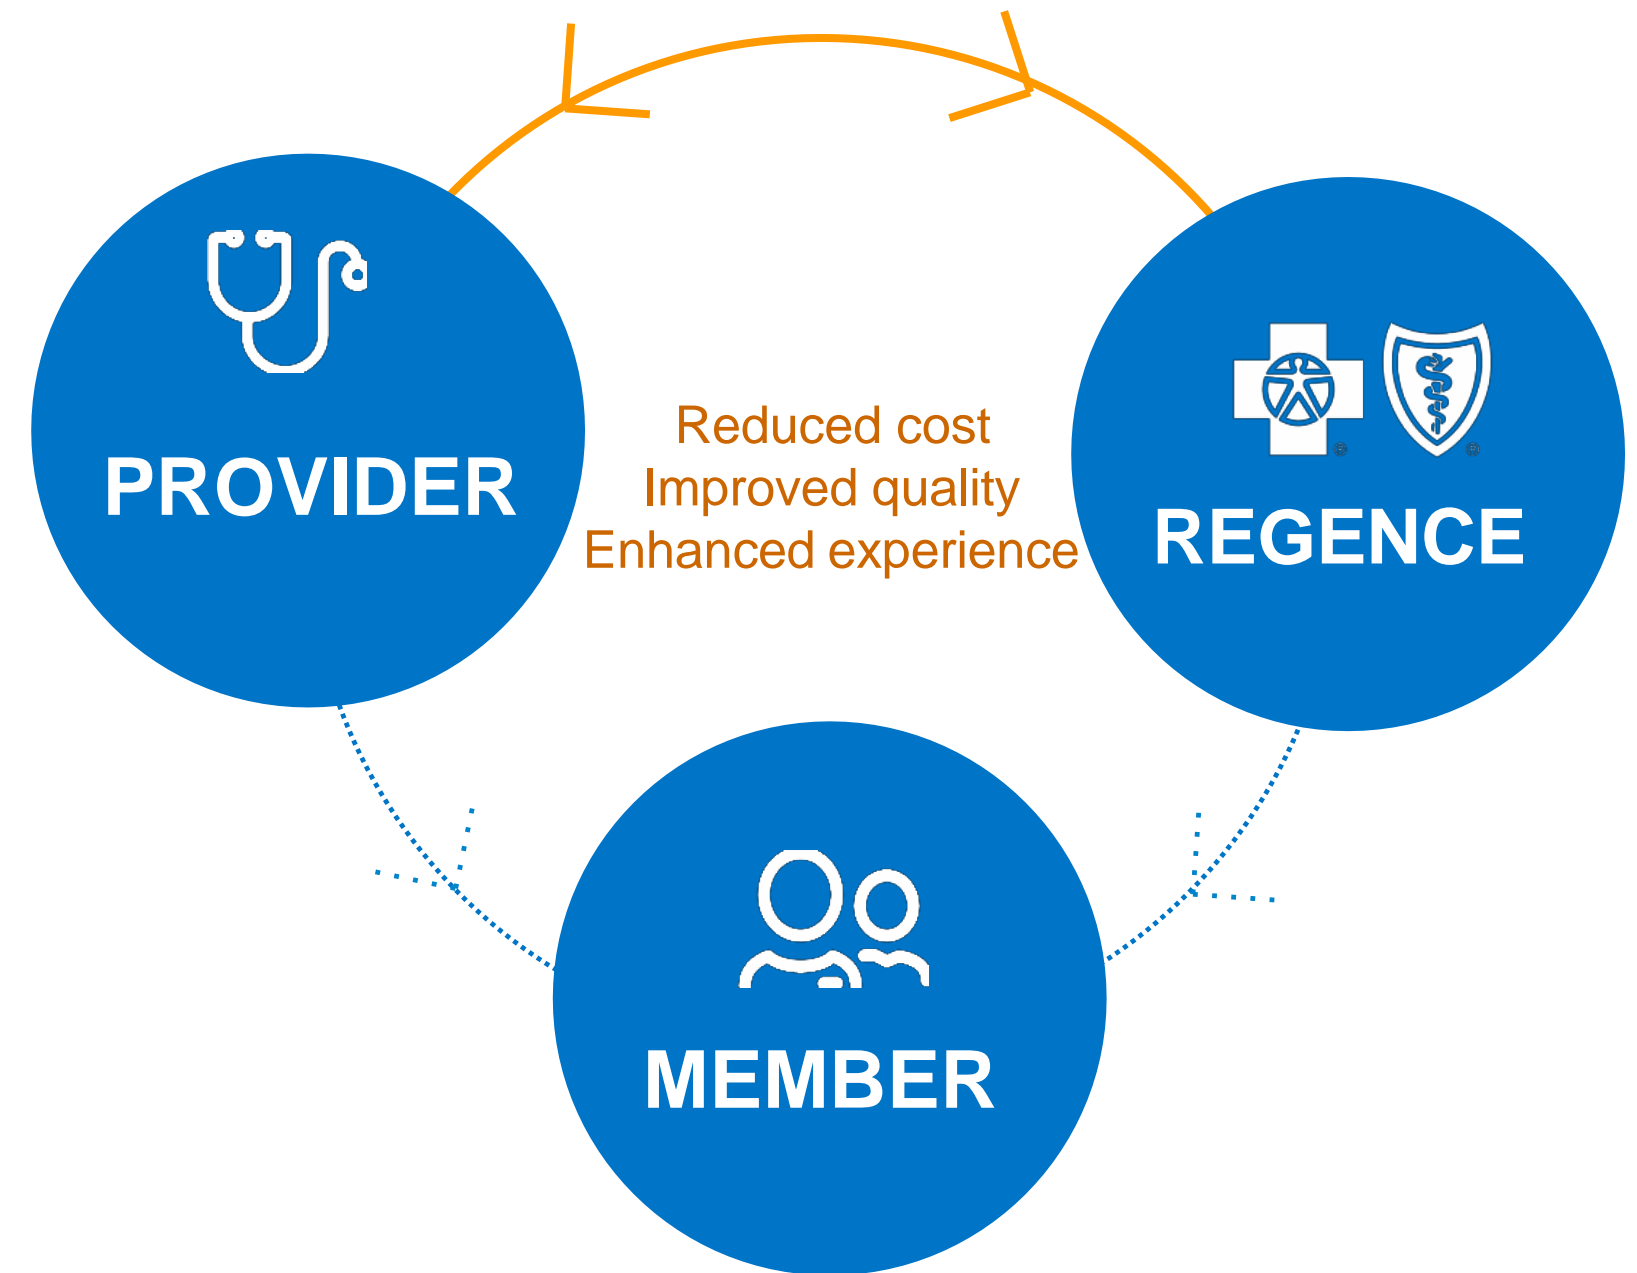 PROVIDER
Reduced cost
Improved quality
Enhanced experience
REGENCE
® ®
MEMBER